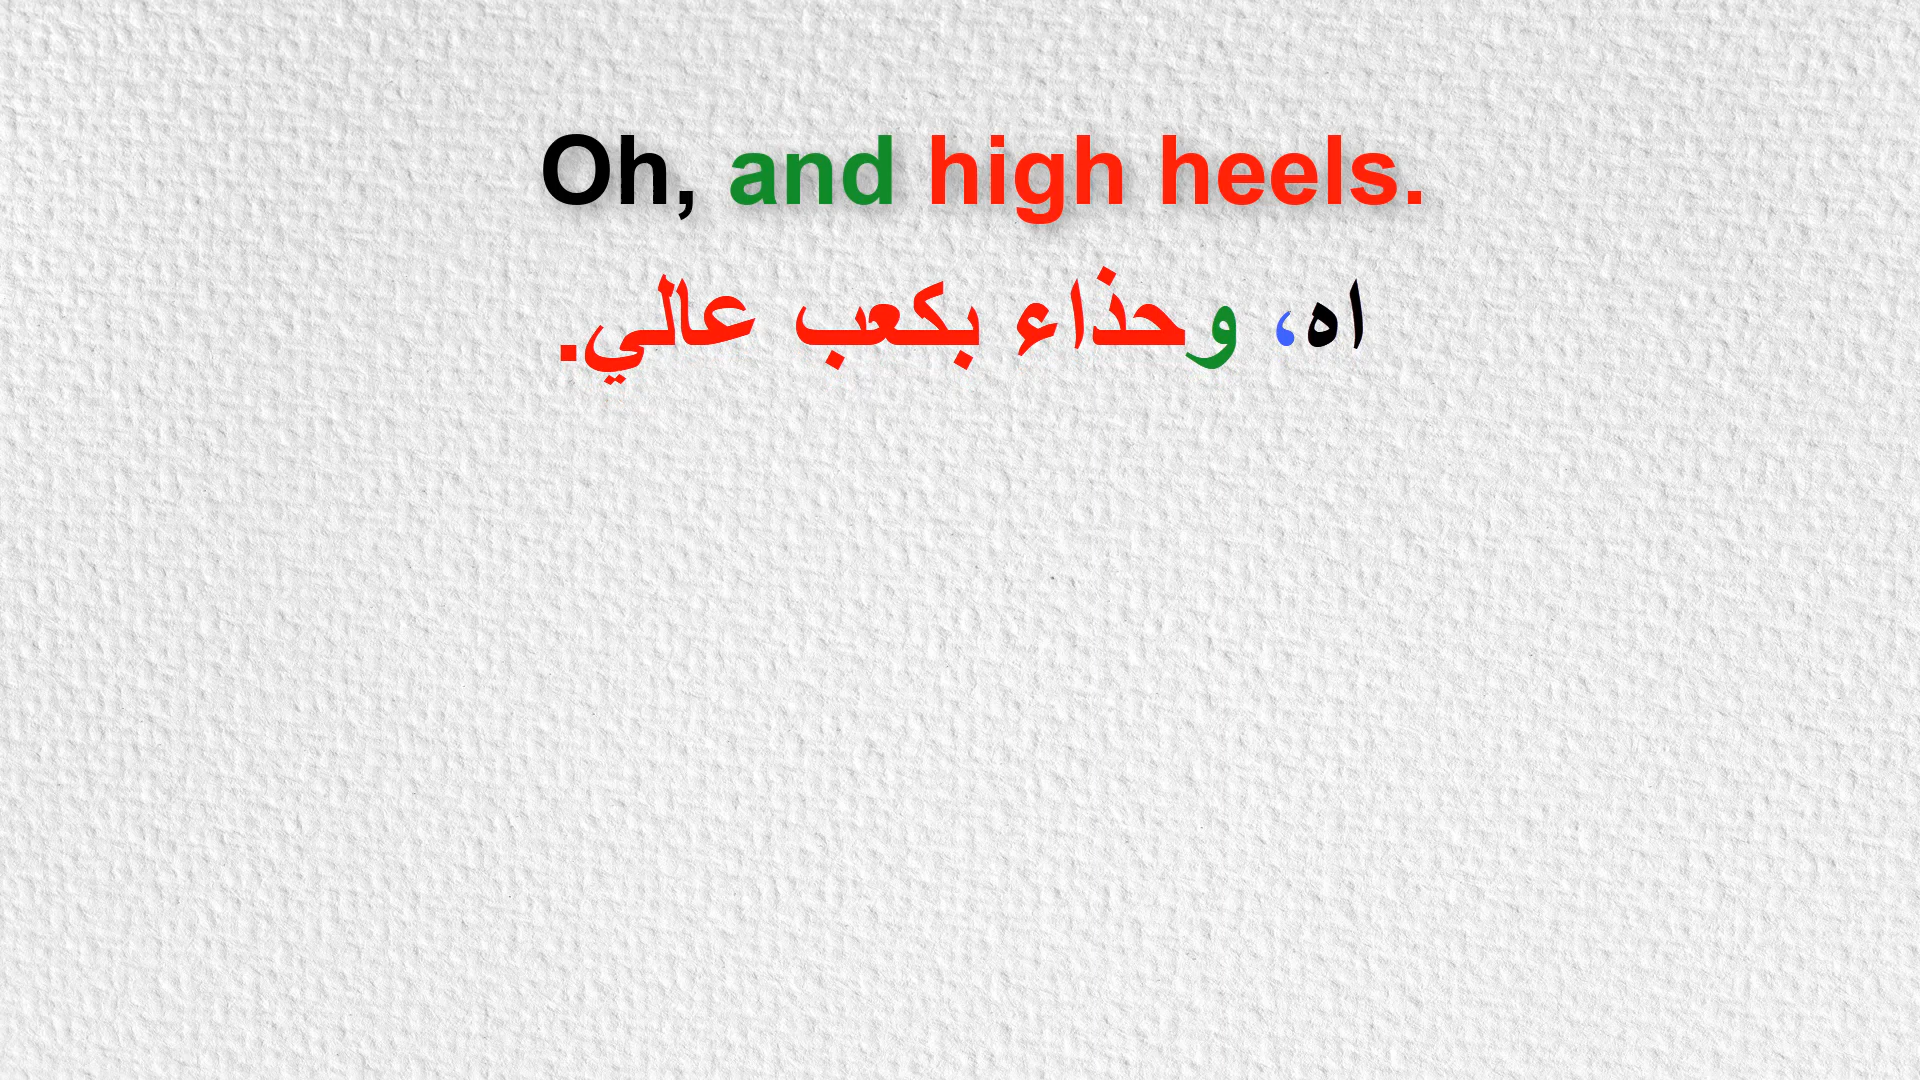 Oh, and high heels.
اه، وحذاء بكعب عالي.